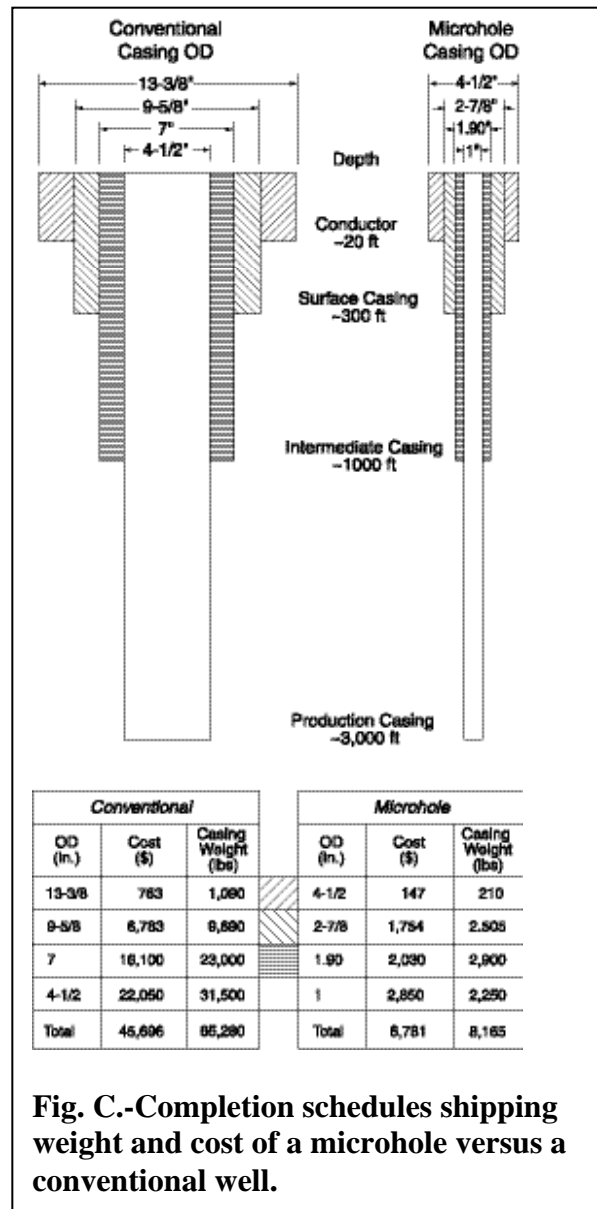 Conventional
Casing OD
13-3/8"
9-5/8"
7"
4-1/2"
Microhole
Casing OD
4-1/2"
2-7/8"
1.90"
1"
Depth
Conductor
~20 ft
Surface Casing
~300 ft
Intermediate Casing
~1000 ft
Production Casing
~3,000 ft
Conventional Microhole
OD (in.) Cost ($) Casing Weight (lbs) OD (in.) Cost ($) Casing Weight (lbs)
13-3/8 763 1,090 4-1/2 147 210
9-5/8 6,783 9,690 2-7/8 1,754 2.505
7 16,100 23,000 1.90 2,030 2,900
4-1/2 22,050 31,500 1 2,850 2,250
Total 45,696 65,280 Total 6,781 8,165
Fig. C.-Completion schedules shipping
weight and cost of a microhole versus a
conventional well.